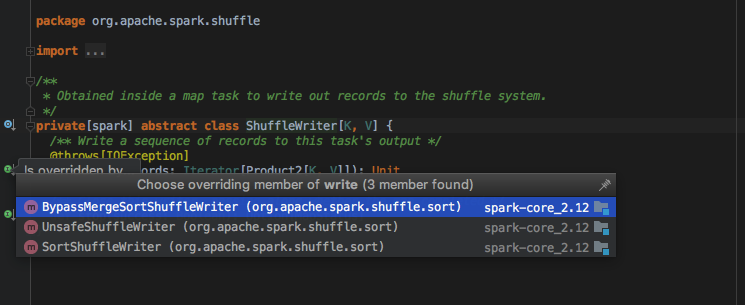 package org.apache.spark.shuffle
import ...
/**
* Obtained inside a map task to write out records to the shuffle system.
*/
private[spark] abstract class ShuffleWriter[K, V] {
/** Write a sequence of records to this task's output */
@throws[IOException]
Is overridden by
ords: Iterator[Product2[K, V]]): Unit
Choose overriding member of write (3 member found)
BypassMergeSortShuffleWriter (org.apache.spark.shuffle.sort) spark-core_2.12
UnsafeShuffleWriter (org.apache.spark.shuffle.sort) spark-core_2.12
SortShuffleWriter (org.apache.spark.shuffle.sort) spark-core_2.12